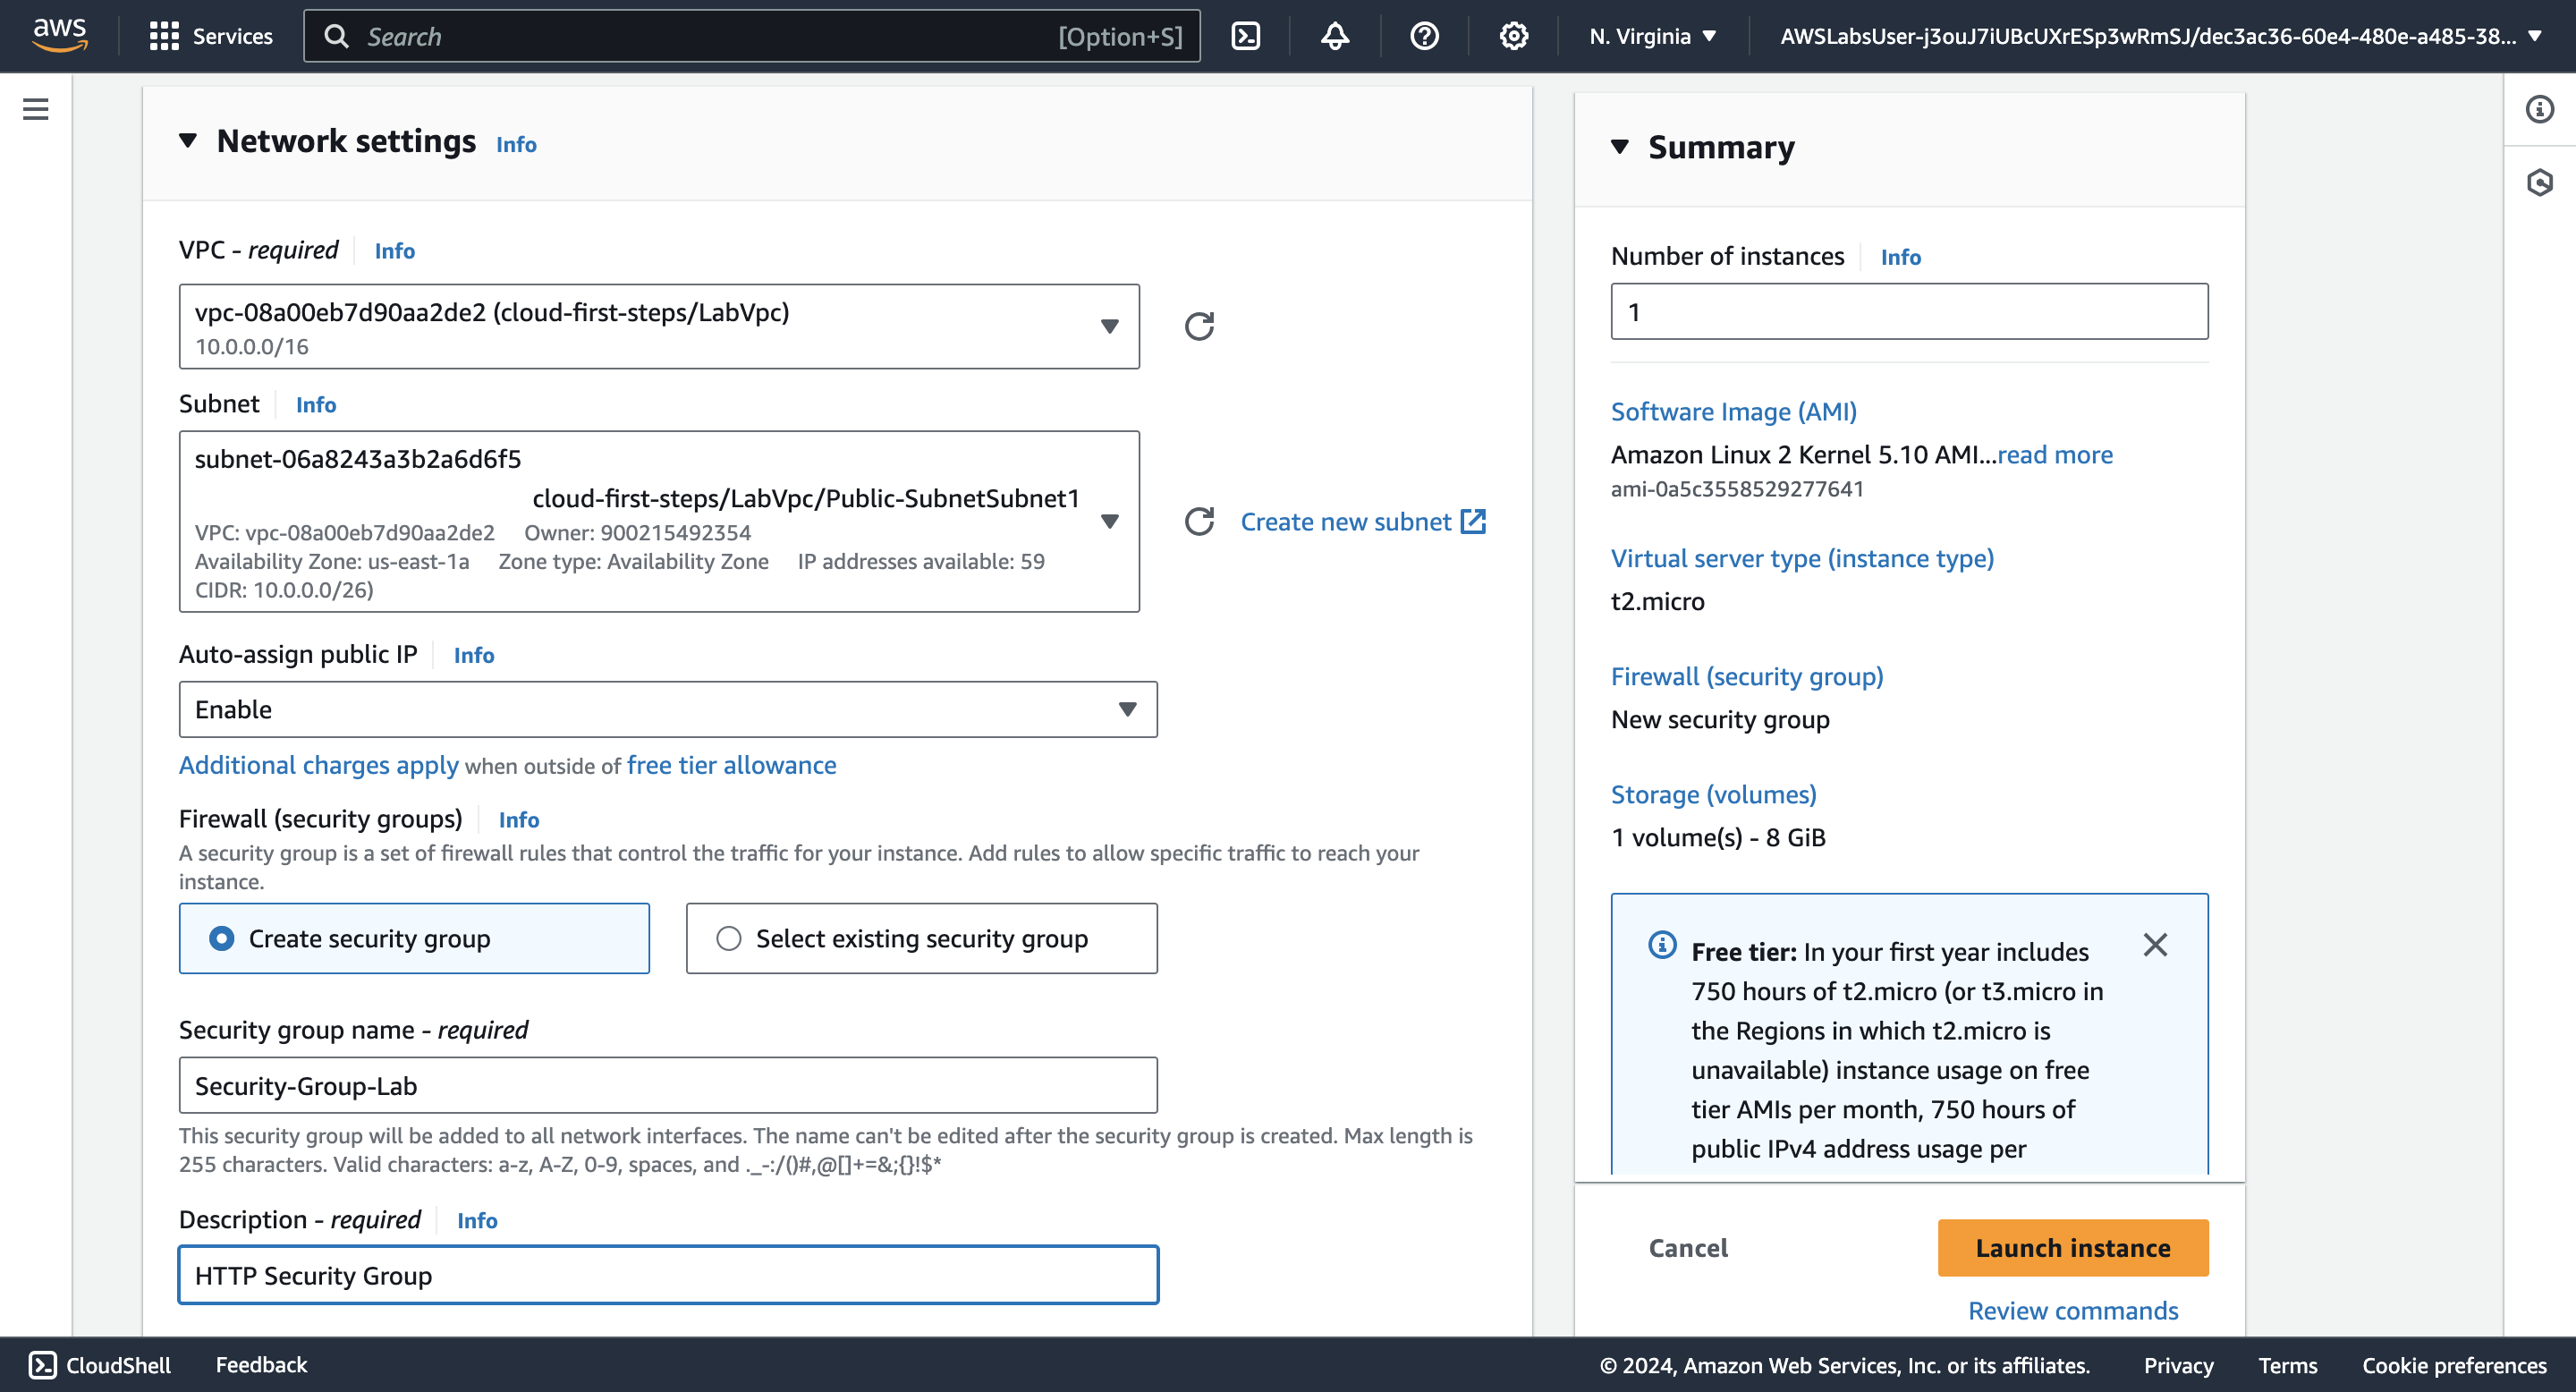 aws
Services
Search [Option+S]
N. Virginia
AWSLabsUser-j3ouJ7iUBcUXrESp3wRmSJ/dec3ac36-60e4-480e-a485-38...
Network settings Info
VPC - required Info
vpc-08a00eb7d90aa2de2 (cloud-first-steps/LabVpc)
10.0.0.0/16
Subnet Info
subnet-06a8243a3b2a6d6f5
cloud-first-steps/LabVpc/Public-SubnetSubnet1
VPC: vpc-08a00eb7d90aa2de2 Owner: 900215492354
Availability Zone: us-east-1a Zone type: Availability Zone IP addresses available: 59
CIDR: 10.0.0.0/26)
Create new subnet
Auto-assign public IP Info
Enable
Additional charges apply when outside of free tier allowance
Firewall (security groups) Info
A security group is a set of firewall rules that control the traffic for your instance. Add rules to allow specific traffic to reach your
instance.
Create security group
Select existing security group
Security group name - required
Security-Group-Lab
This security group will be added to all network interfaces. The name can't be edited after the security group is created. Max length is
255 characters. Valid characters: a-z, A-Z, 0-9, spaces, and ._-:/()#,@[]+=&;{}!$*
Description - required Info
HTTP Security Group
Summary
Number of instances Info
1
Software Image (AMI)
Amazon Linux 2 Kernel 5.10 AMI...read more
ami-0a5c3558529277641
Virtual server type (instance type)
t2.micro
Firewall (security group)
New security group
Storage (volumes)
1 volume(s) - 8 GiB
Free tier: In your first year includes
750 hours of t2.micro (or t3.micro in
the Regions in which t2.micro is
unavailable) instance usage on free
tier AMIs per month, 750 hours of
public IPv4 address usage per
Cancel
Launch instance
Review commands
CloudShell
Feedback
© 2024, Amazon Web Services, Inc. or its affiliates.
Privacy
Terms
Cookie preferences